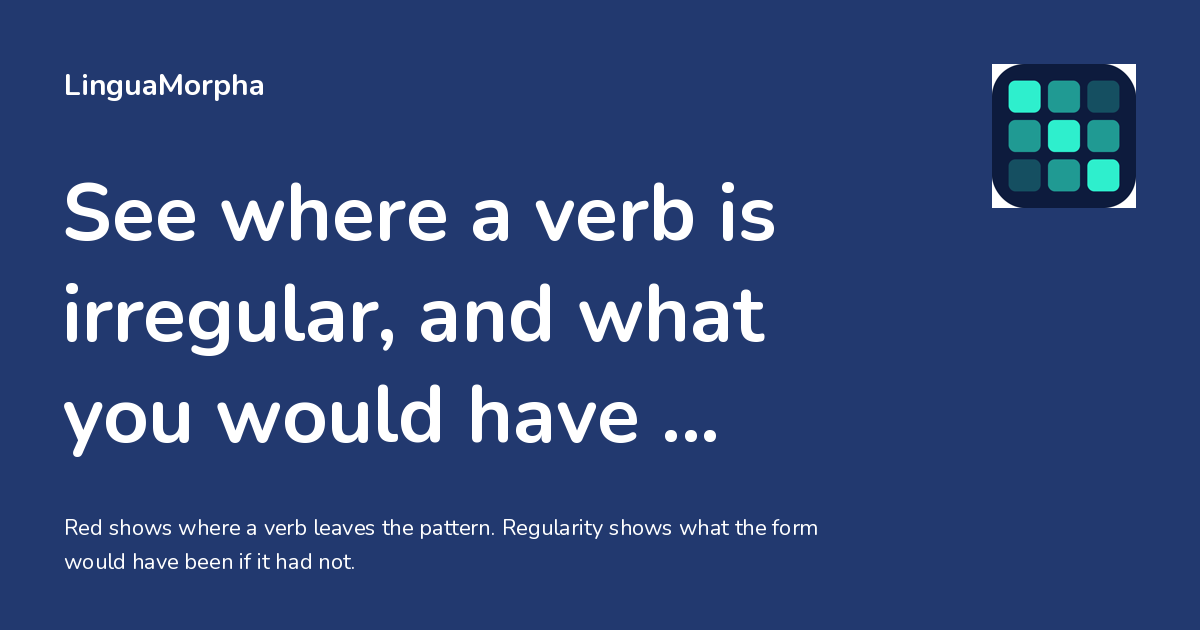 LinguaMorpha
See where a verb is
irregular, and what
you would have ...
Red shows where a verb leaves the pattern. Regularity shows what the form
would have been if it had not.